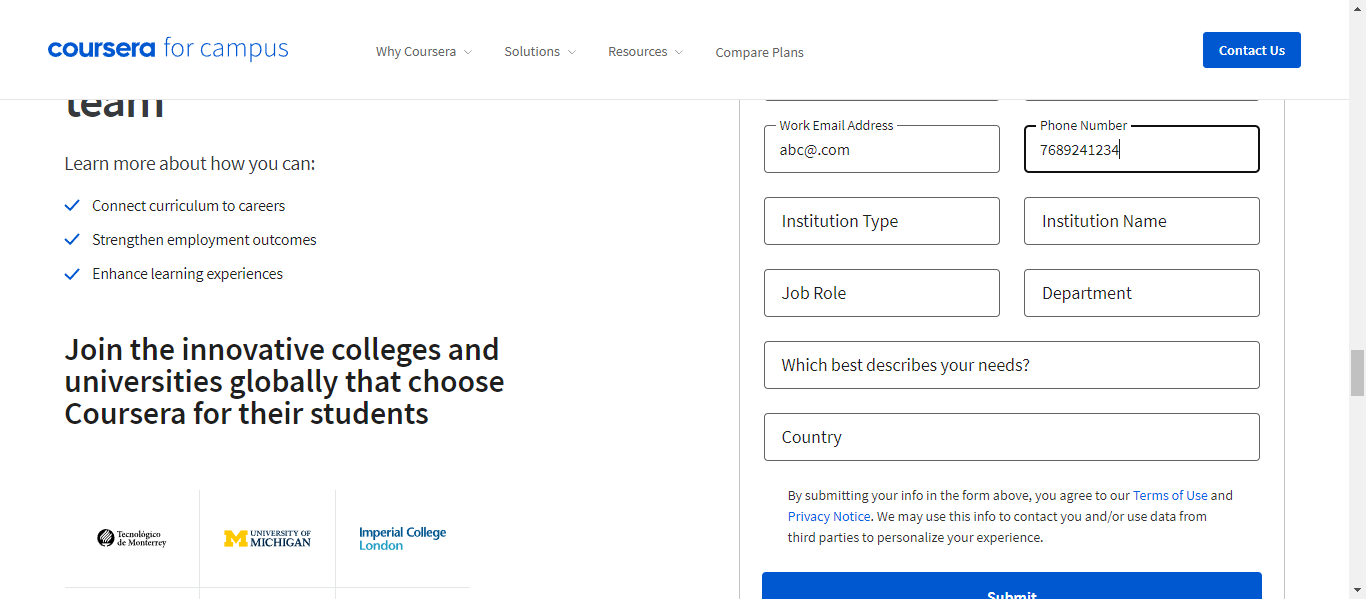 coursera for campus
Why Coursera
Solutions
Resources
Compare Plans
Contact Us
team
Learn more about how you can:
Connect curriculum to careers
Strengthen employment outcomes
Enhance learning experiences
Join the innovative colleges and
universities globally that choose
Coursera for their students
Tecnológico
de Monterrey
M UNIVERSITY OF
MICHIGAN
Imperial College
London
Work Email Address
abc@.com
Phone Number
7689241234
Institution Type
Institution Name
Job Role
Department
Which best describes your needs?
Country
By submitting your info in the form above, you agree to our Terms of Use and
Privacy Notice. We may use this info to contact you and/or use data from
third parties to personalize your experience.
Submit